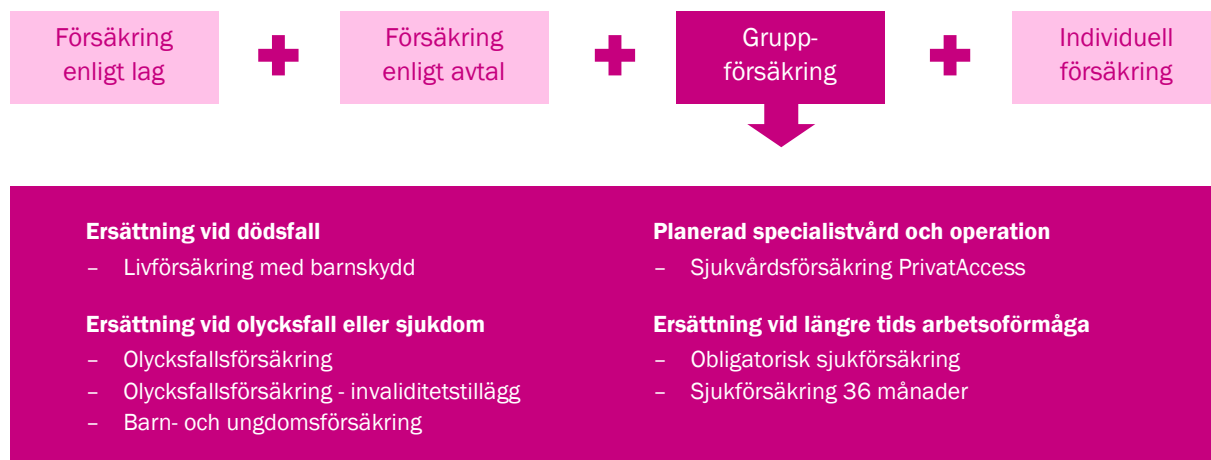 Försäkring
enligt lag
Försäkring
enligt avtal
Grupp-
försäkring
Individuell
försäkring
Ersättning vid dödsfall
– Livförsäkring med barnskydd
Ersättning vid olycksfall eller sjukdom
– Olycksfallsförsäkring
– Olycksfallsförsäkring - invaliditetstillägg
– Barn- och ungdomsförsäkring
Planerad specialistvård och operation
– Sjukvårdsförsäkring PrivatAccess
Ersättning vid längre tids arbetsoförmåga
– Obligatorisk sjukförsäkring
– Sjukförsäkring 36 månader